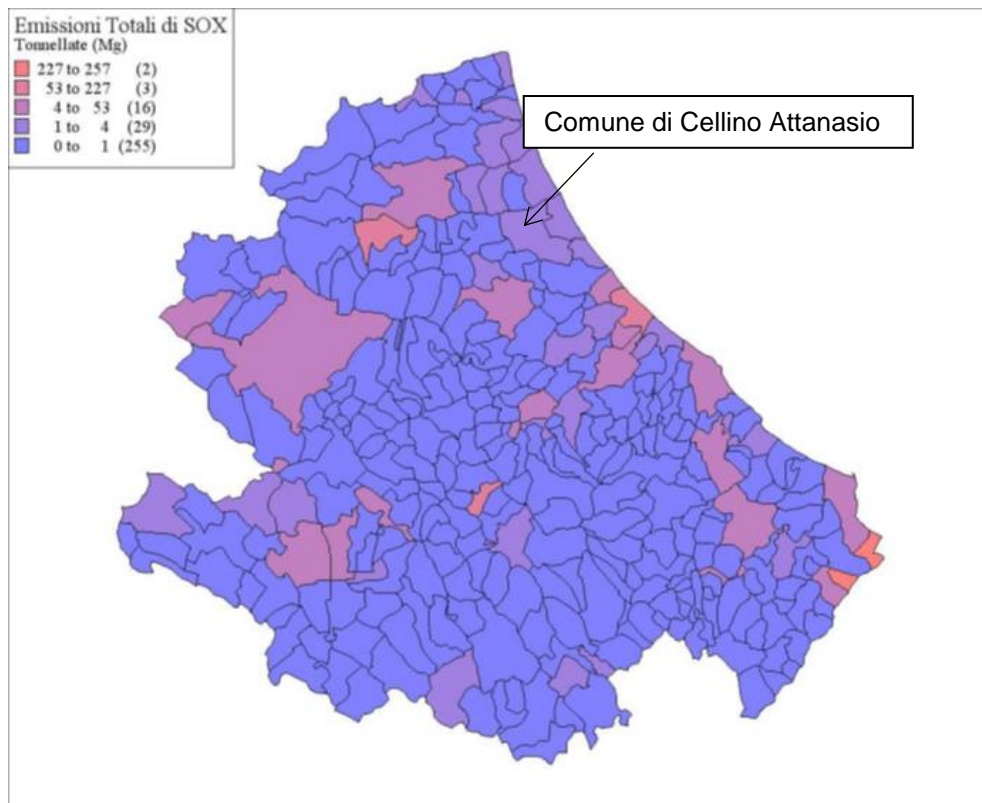 Emissioni Totali di SOX
Tonnellate (Mg)
227 to 257 (2)
53 to 227 (3)
4 to 53 (16)
1 to 4 (29)
0 to 1 (255)
Comune di Cellino Attanasio